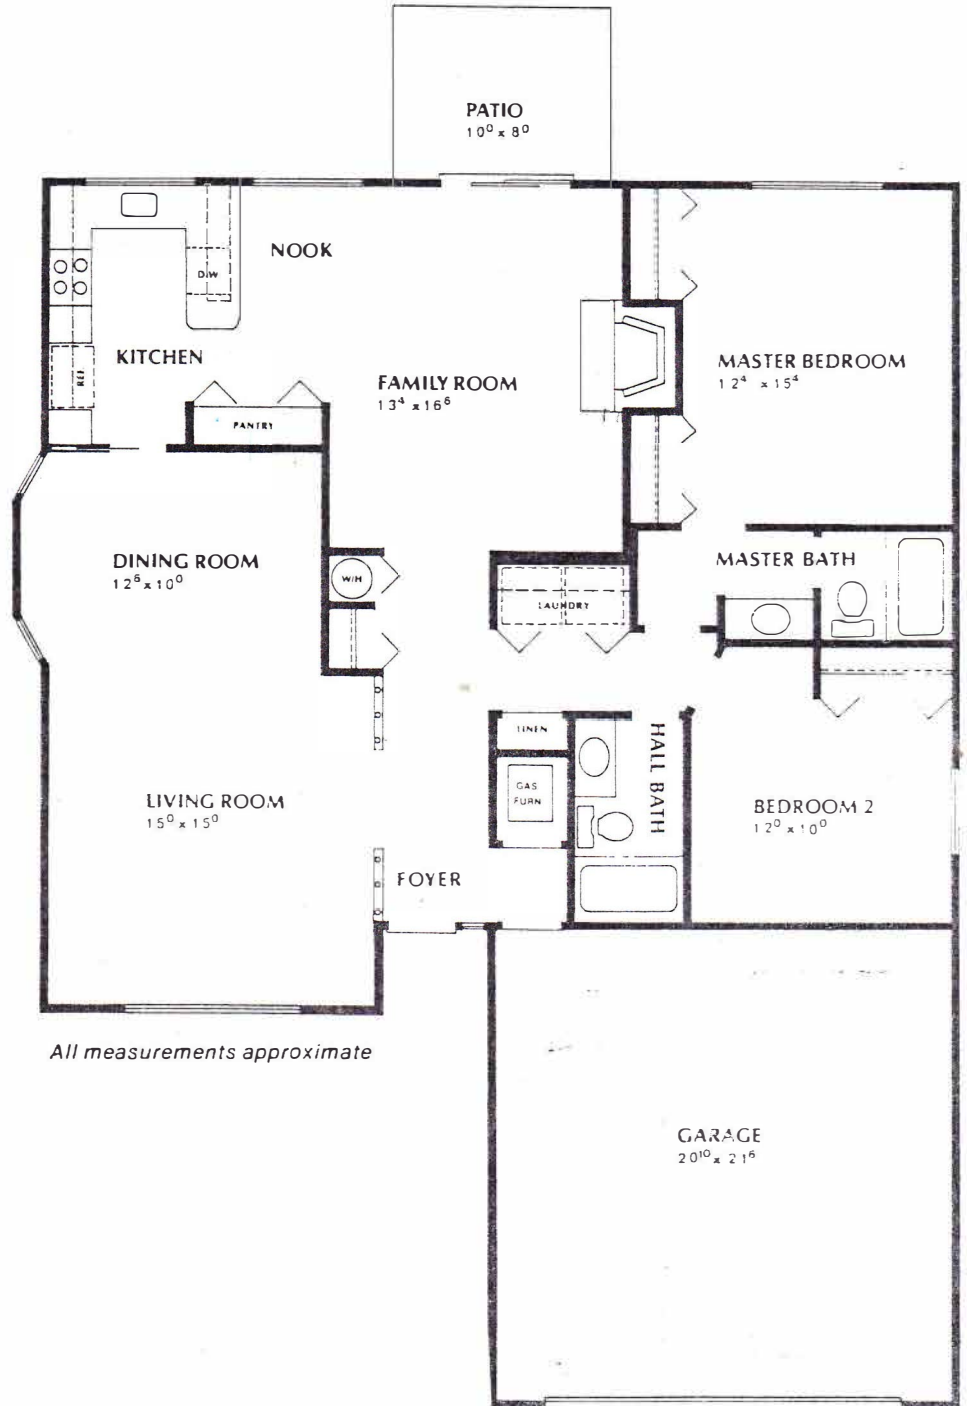 PATIO
10⁰ x 8⁰
NOOK
D/W
KITCHEN
REF.
FAMILY ROOM
13⁴ x 16⁶
MASTER BEDROOM
12⁴ x 15⁴
PANTRY
DINING ROOM
12⁶ x 10⁰
W/H
LAUNDRY
MASTER BATH
LINEN
GAS
FURN
HALL BATH
LIVING ROOM
15⁰ x 15⁰
BEDROOM 2
12⁰ x 10⁰
FOYER
All measurements approximate
GARAGE
20¹⁰ x 21⁶